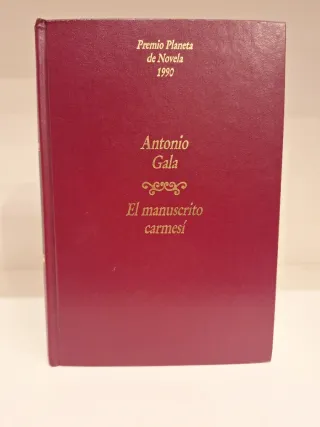 Premio Planeta
de Novela
1990
Antonio
Gala
El manuscrito
carmesí